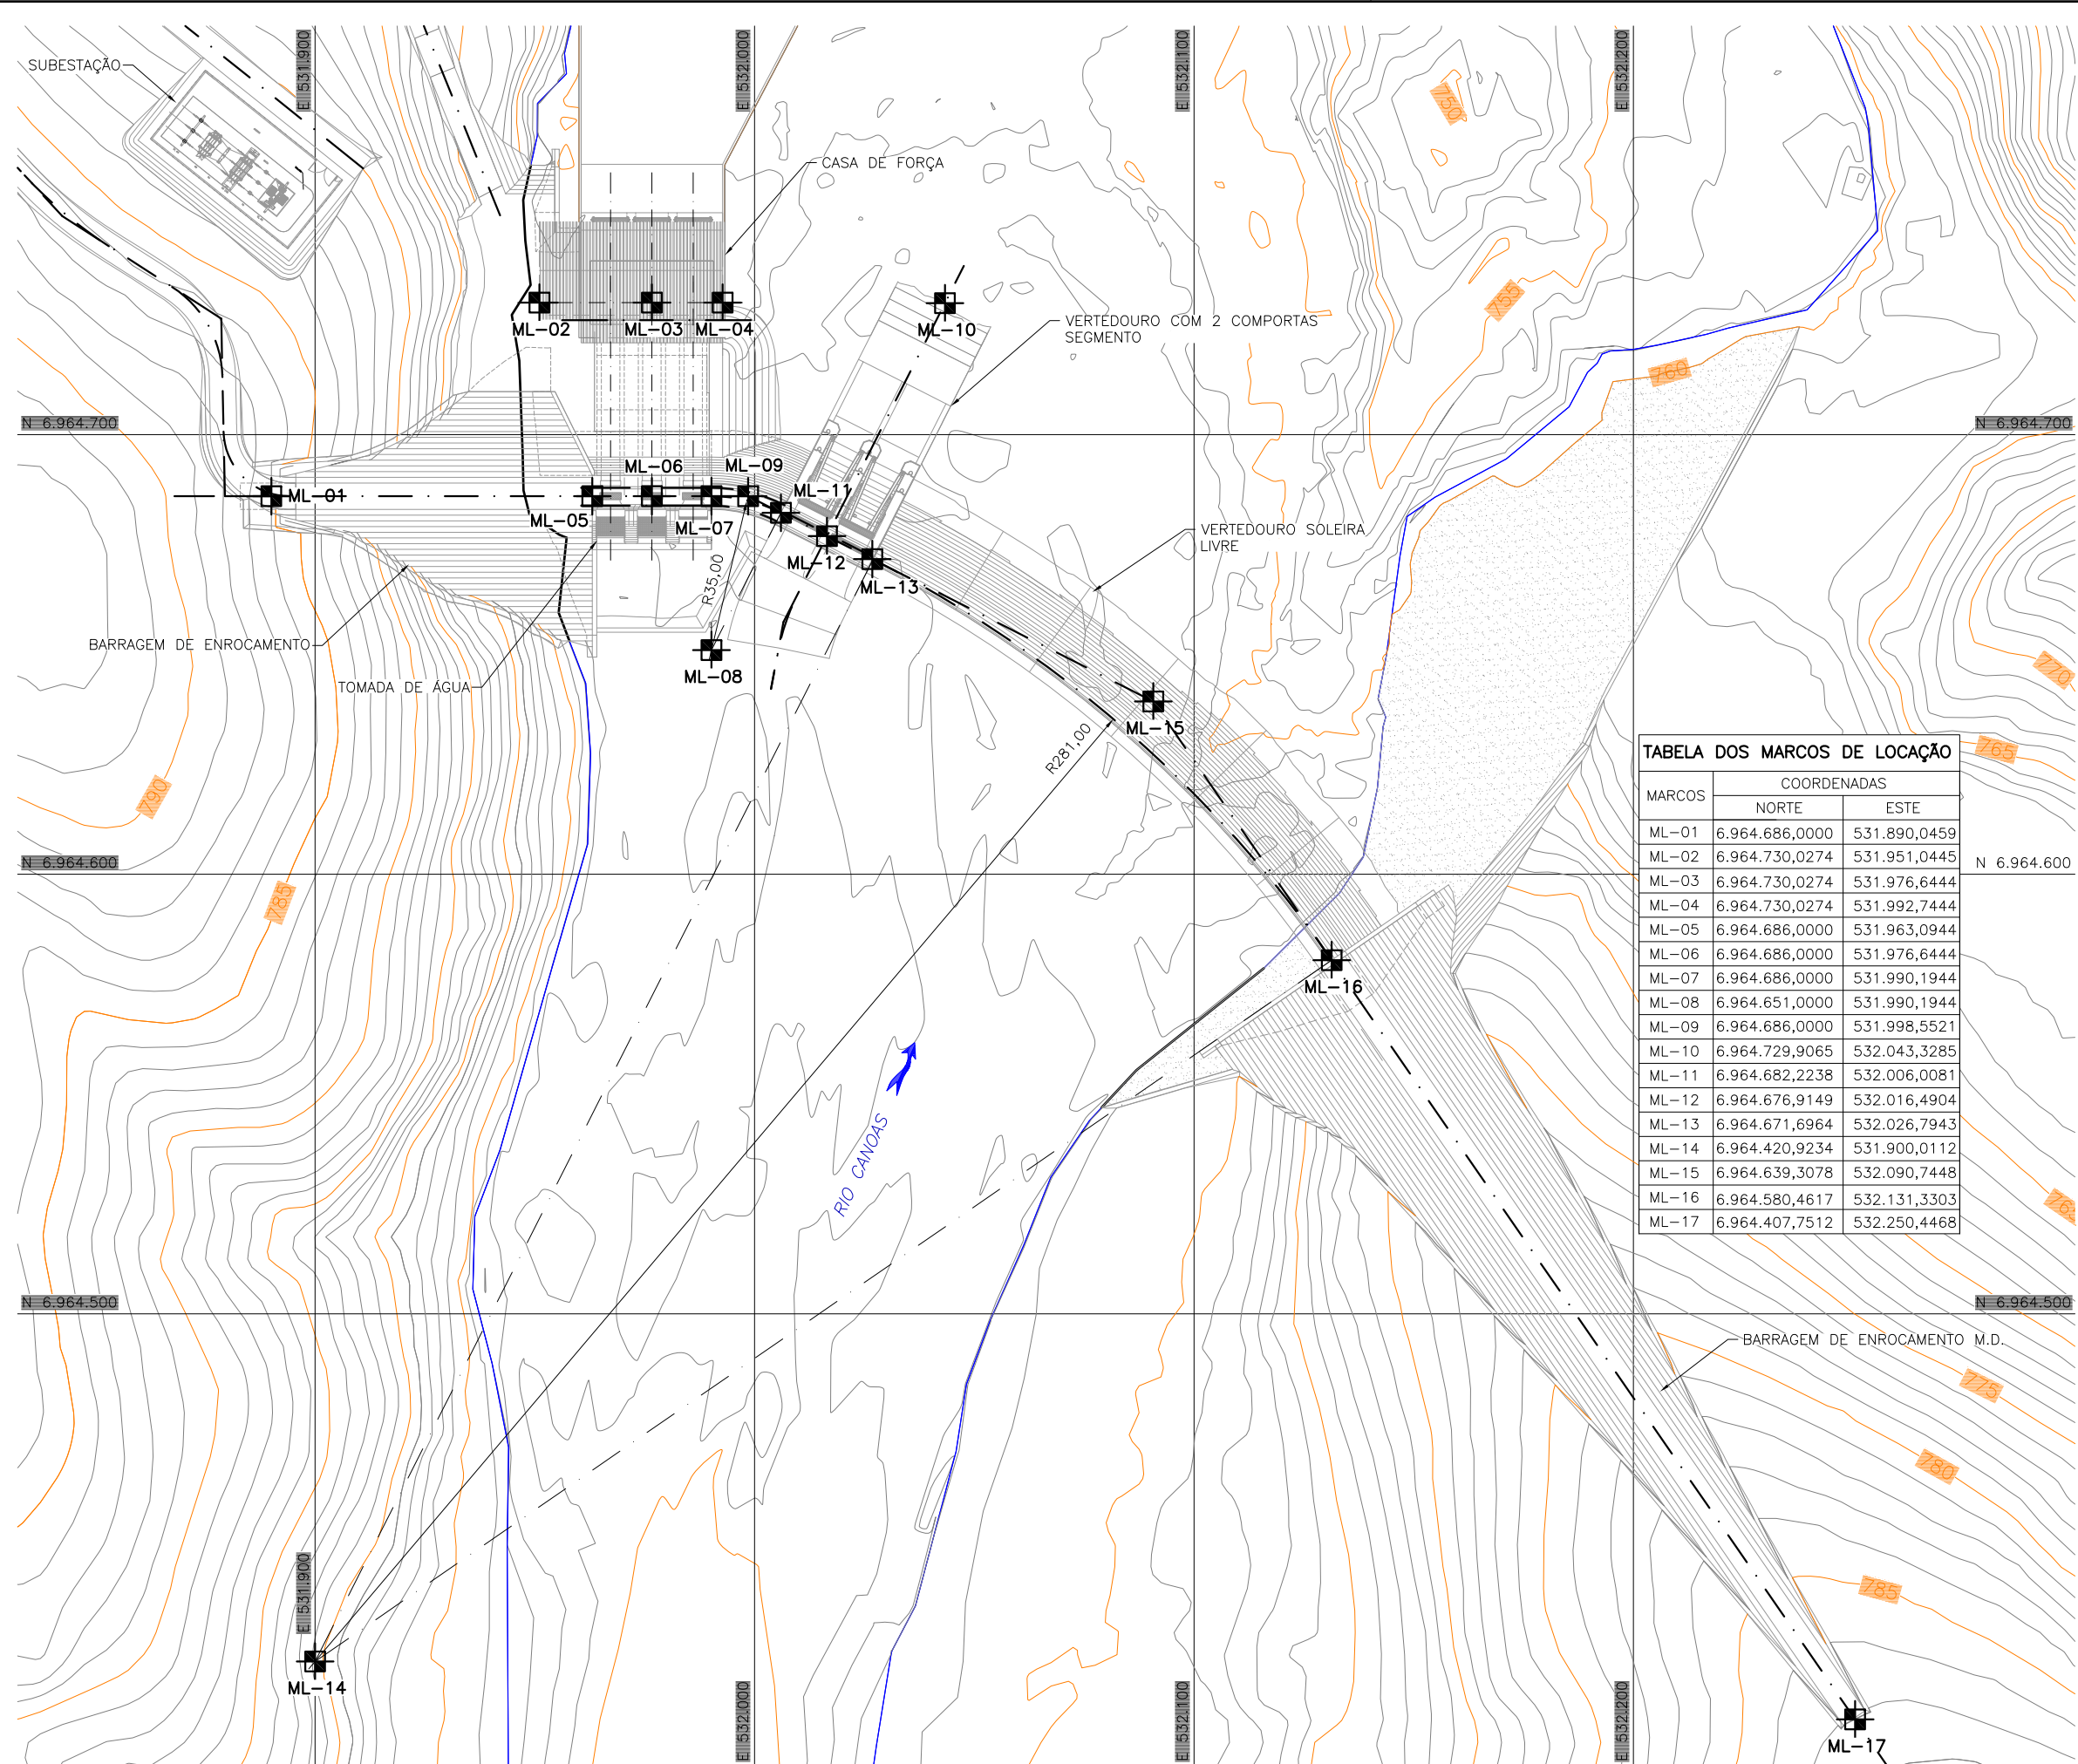 E 531.900
E 532.000
E 532.100
E 532.200
SUBESTAÇÃO
750
CASA DE FORÇA
755
ML-02
ML-03
ML-04
ML-10
VERTEDOURO COM 2 COMPORTAS
SEGMENTO
760
N 6.964.700
N 6.964.700
ML-01
ML-05
ML-06
ML-07
ML-09
ML-11
ML-12
ML-13
VERTEDOURO SOLEIRA
LIVRE
R35,00
BARRAGEM DE ENROCAMENTO
TOMADA DE ÁGUA
ML-08
770
ML-15
R281,00
765
790
TABELA DOS MARCOS DE LOCAÇÃO
MARCOS COORDENADAS
NORTE ESTE
ML-01 6.964.686,0000 531.890,0459
ML-02 6.964.730,0274 531.951,0445
ML-03 6.964.730,0274 531.976,6444
ML-04 6.964.730,0274 531.992,7444
ML-05 6.964.686,0000 531.963,0944
ML-06 6.964.686,0000 531.976,6444
ML-07 6.964.686,0000 531.990,1944
ML-08 6.964.651,0000 531.990,1944
ML-09 6.964.686,0000 531.998,5521
ML-10 6.964.729,9065 532.043,3285
ML-11 6.964.682,2238 532.006,0081
ML-12 6.964.676,9149 532.016,4904
ML-13 6.964.671,6964 532.026,7943
ML-14 6.964.420,9234 531.900,0112
ML-15 6.964.639,3078 532.090,7448
ML-16 6.964.580,4617 532.131,3303
ML-17 6.964.407,7512 532.250,4468
N 6.964.600
N 6.964.600
785
ML-16
RIO CANOAS
N 6.964.500
N 6.964.500
BARRAGEM DE ENROCAMENTO M.D.
775
780
785
E 531.900
ML-14
E 532.000
E 532.100
E 532.200
ML-17